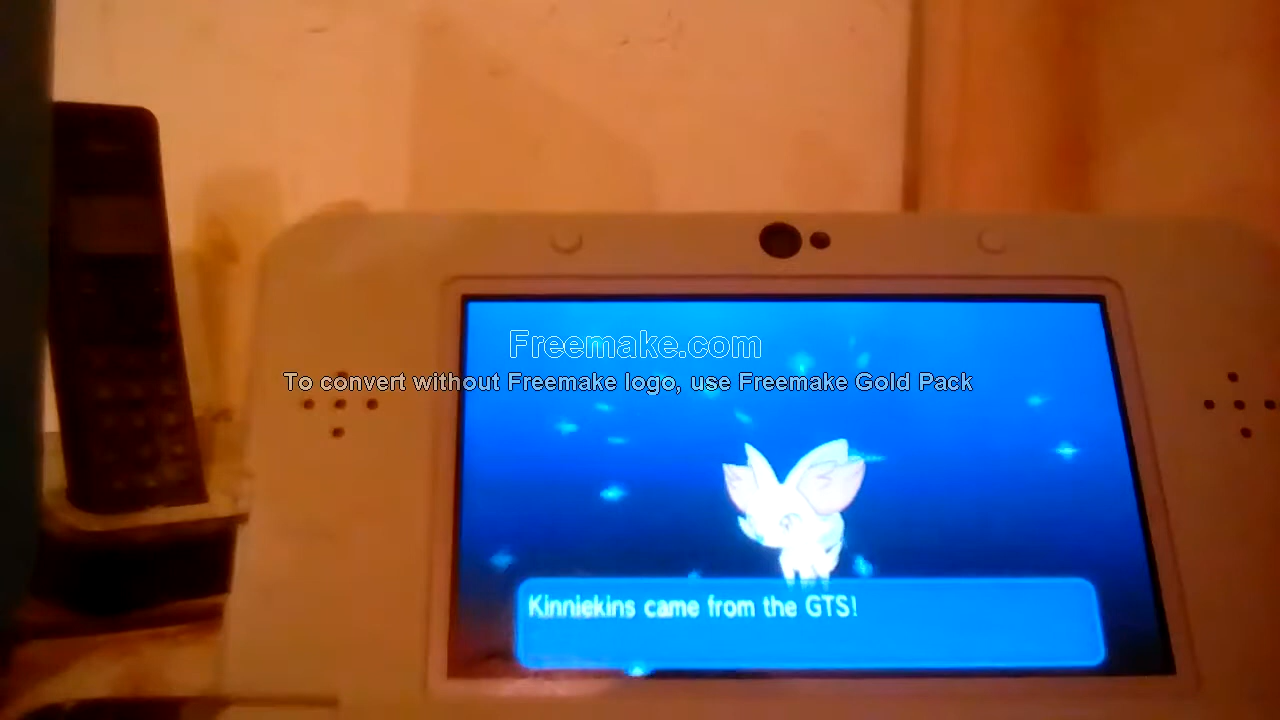 Freemake.com
To convert without Freemake logo, use Freemake Gold Pack
Kinniekins came from the GTS!